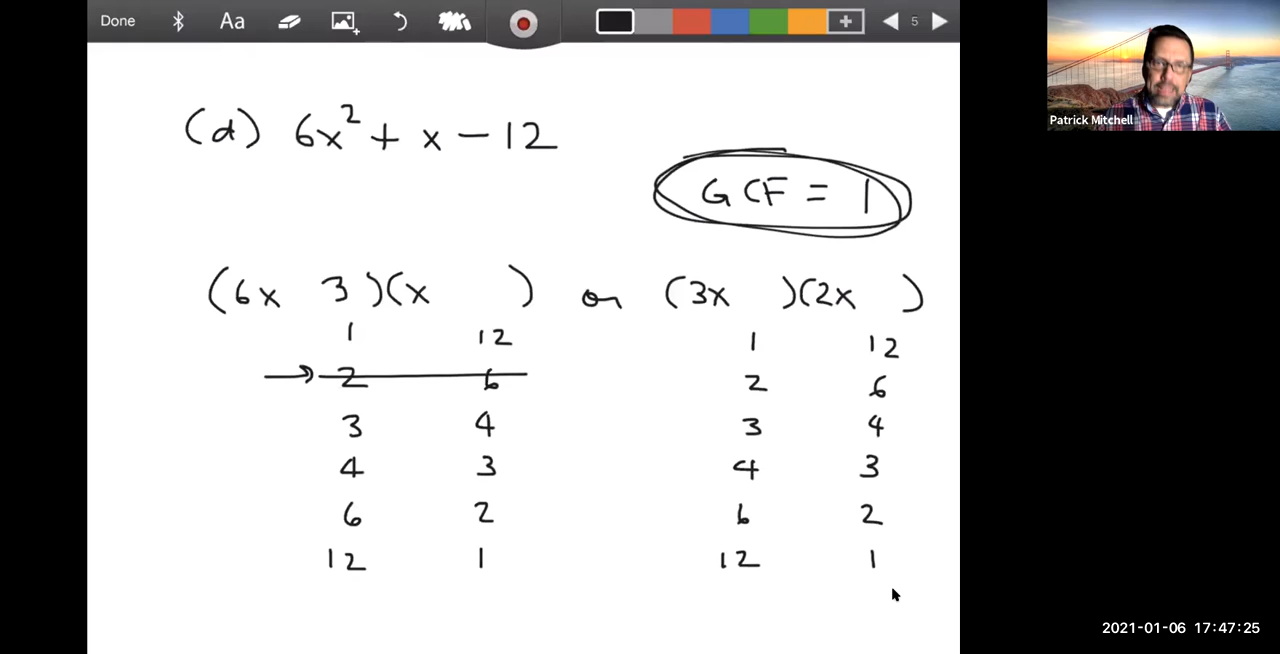 Done Aa 5
Patrick Mitchell
(d) 6x² + x − 12
GCF = 1
(6x 3)(x ) or (3x )(2x )
1 12 1 12
→ 2 6 2 6
3 4 3 4
4 3 4 3
6 2 6 2
12 1 12 1
2021-01-06 17:47:25